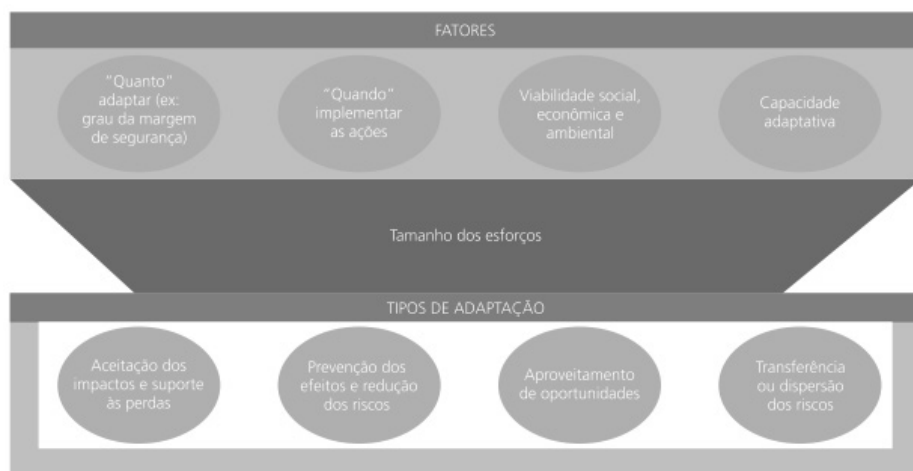 FATORES
"Quanto"
adaptar (ex:
grau da margem
de segurança)
"Quando"
implementar
as ações
Viabilidade social,
econômica e
ambiental
Capacidade
adaptativa
Tamanho dos esforços
TIPOS DE ADAPTAÇÃO
Aceitação dos
impactos e suporte
às perdas
Prevenção dos
efeitos e redução
dos riscos
Aproveitamento
de oportunidades
Transferência
ou dispersão
dos riscos